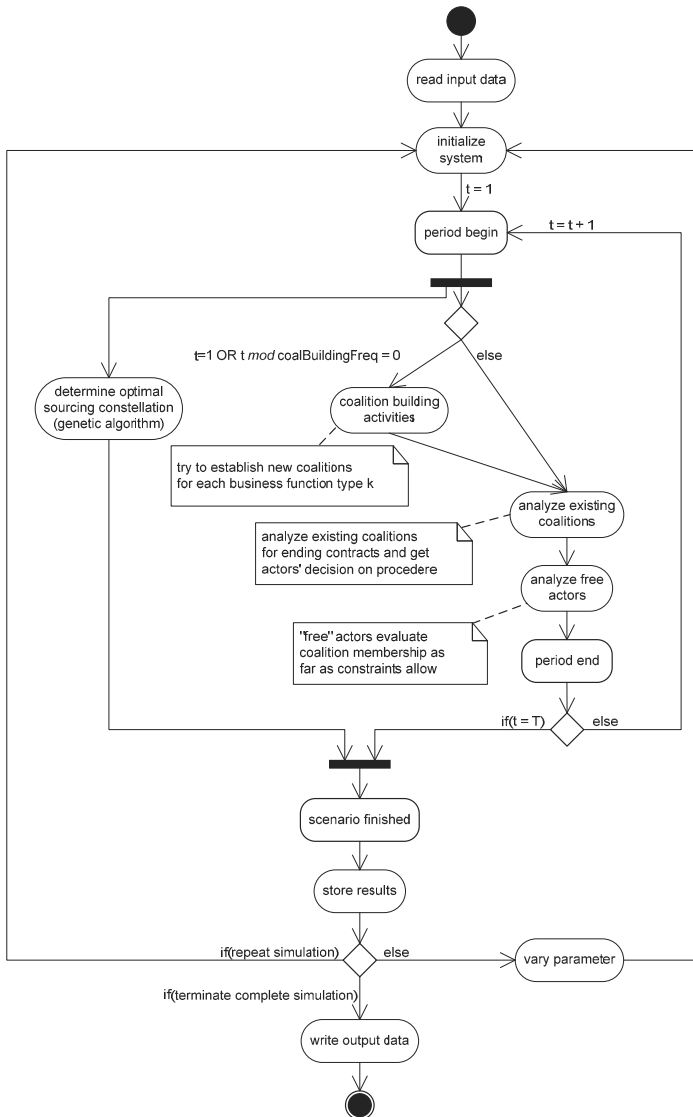 read input data
initialize
system
t = 1
period begin
t = t + 1
t=1 OR t mod coalBuildingFreq = 0
else
determine optimal
sourcing constellation
(genetic algorithm)
coalition building
activities
try to establish new coalitions
for each business function type k
analyze existing
coalitions
analyze existing coalitions
for ending contracts and get
actors' decision on procedere
analyze free
actors
"free" actors evaluate
coalition membership as
far as constraints allow
period end
if(t = T)
else
scenario finished
store results
if(repeat simulation)
else
vary parameter
if(terminate complete simulation)
write output data